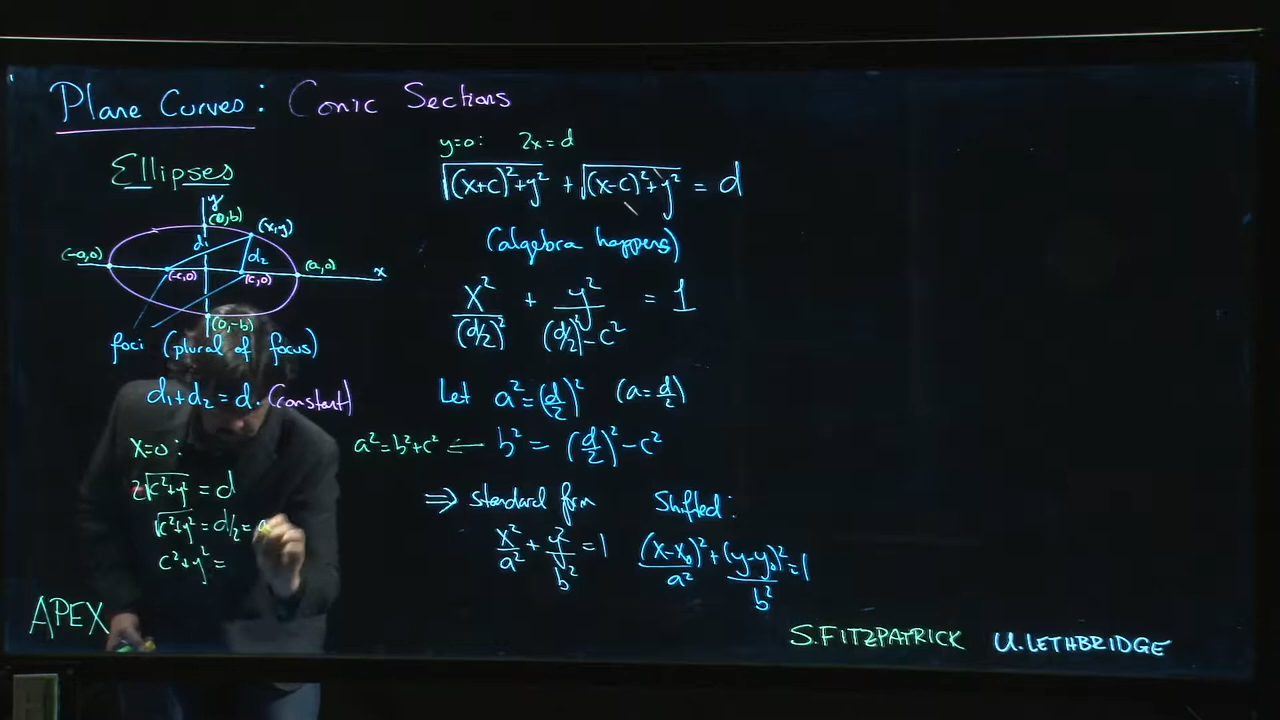 Plane Curves: Conic Sections
Ellipses
y
(0,b)
(x,y)
d₁
d₂
(-a,0)
(a,0)
x
(-c,0)
(c,0)
(0,-b)
foci (plural of focus)
d₁+d₂ = d. (constant)
x=0:
2√(c²+y²) = d
√(c²+y²) = d/2 = a
c²+y² =
APEX
y=0: 2x = d
√((x+c)²+y²) + √((x-c)²+y²) = d
(algebra happens)
x²/(d/2)² + y²/((d/2)²-c²) = 1
Let a² = (d/2)² (a = d/2)
a²=b²+c² ⟸ b² = (d/2)² - c²
⇒ Standard form Shifted:
x²/a² + y²/b² = 1 (x-x₀)²/a² + (y-y₀)²/b² = 1
S.FITZPATRICK U.LETHBRIDGE